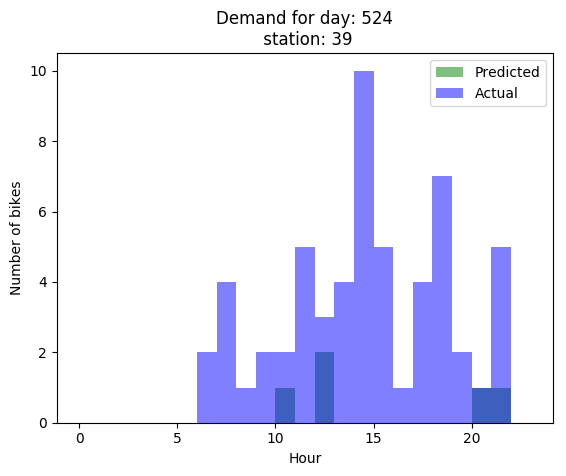 Demand for day: 524
station: 39
Predicted
Actual
10
8
6
4
2
0
Number of bikes
0 5 10 15 20
Hour